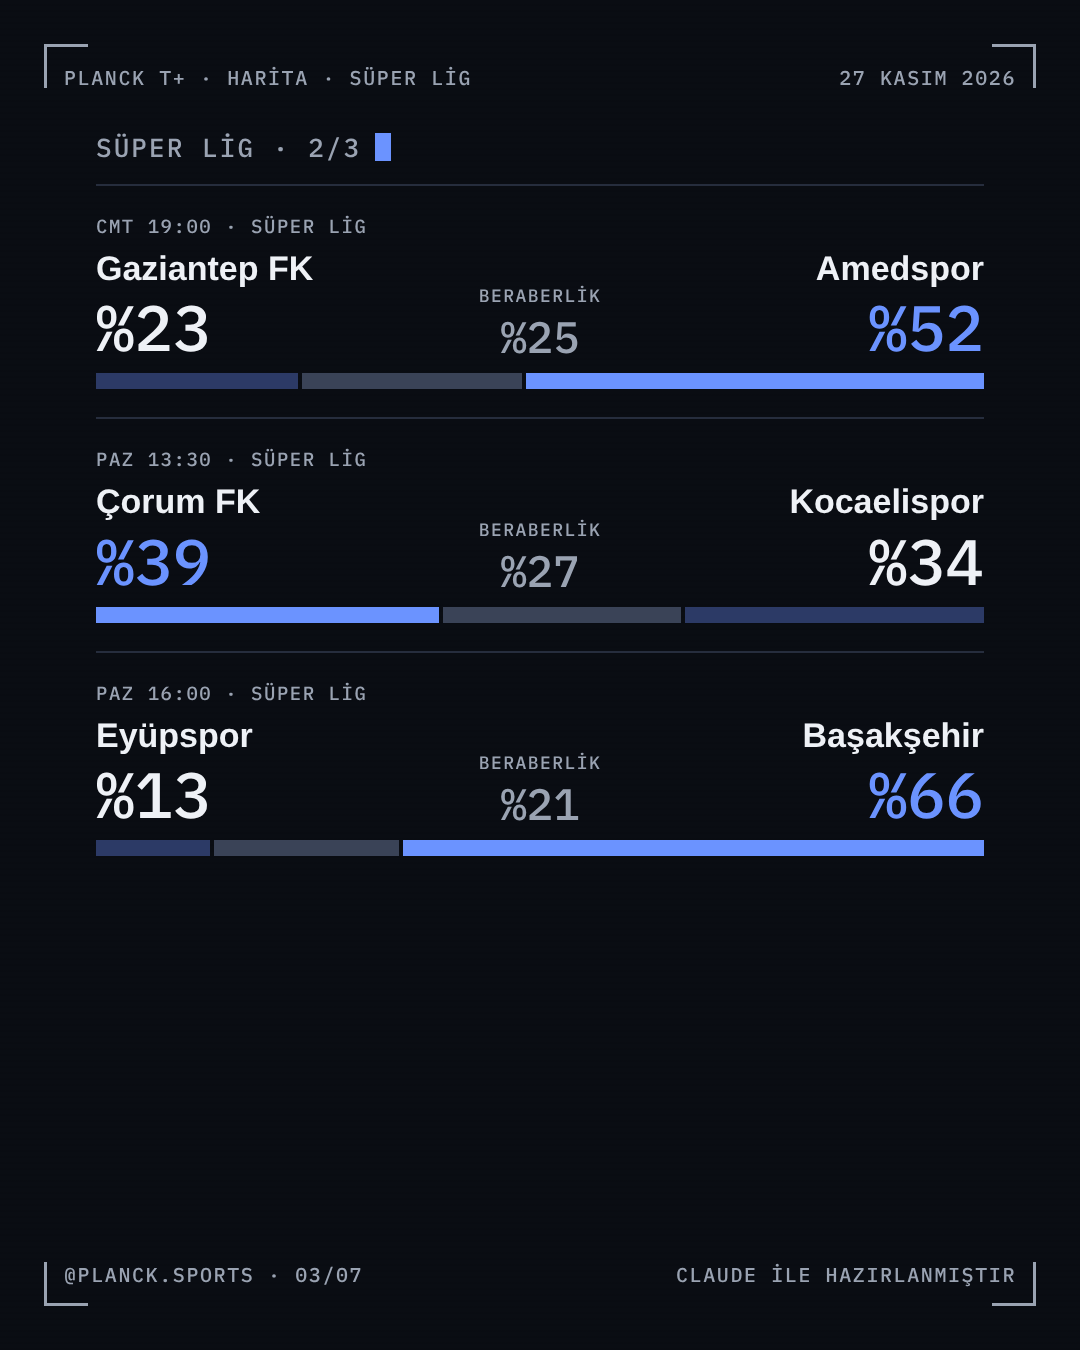 PLANCK T+ · HARİTA · SÜPER LİG
27 KASIM 2026
SÜPER LİG · 2/3
CMT 19:00 · SÜPER LİG
Gaziantep FK
Amedspor
BERABERLİK
%23
%25
%52
PAZ 13:30 · SÜPER LİG
Çorum FK
Kocaelispor
BERABERLİK
%39
%27
%34
PAZ 16:00 · SÜPER LİG
Eyüpspor
Başakşehir
BERABERLİK
%13
%21
%66
@PLANCK.SPORTS · 03/07
CLAUDE İLE HAZIRLANMIŞTIR